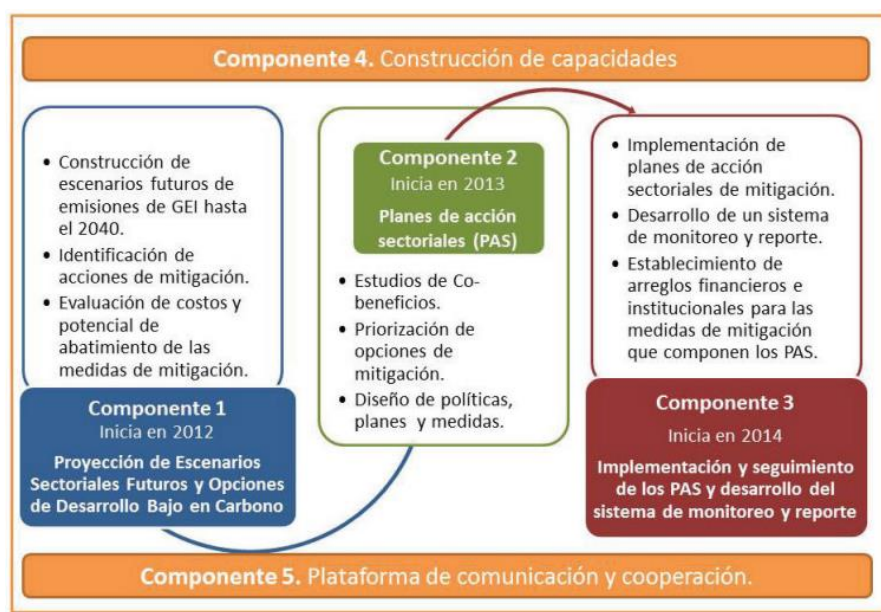 Componente 4. Construcción de capacidades
• Construcción de
escenarios futuros de
emisiones de GEI hasta
el 2040.
• Identificación de
acciones de mitigación.
• Evaluación de costos y
potencial de
abatimiento de las
medidas de mitigación.
Componente 1
Inicia en 2012
Proyección de Escenarios
Sectoriales Futuros y Opciones
de Desarrollo Bajo en Carbono
Componente 2
Inicia en 2013
Planes de acción
sectoriales (PAS)
• Estudios de Co-
beneficios.
• Priorización de
opciones de
mitigación.
• Diseño de políticas,
planes y medidas.
• Implementación de
planes de acción
sectoriales de mitigación.
• Desarrollo de un sistema
de monitoreo y reporte.
• Establecimiento de
arreglos financieros e
institucionales para las
medidas de mitigación
que componen los PAS.
Componente 3
Inicia en 2014
Implementación y seguimiento
de los PAS y desarrollo del
sistema de monitoreo y reporte
Componente 5. Plataforma de comunicación y cooperación.